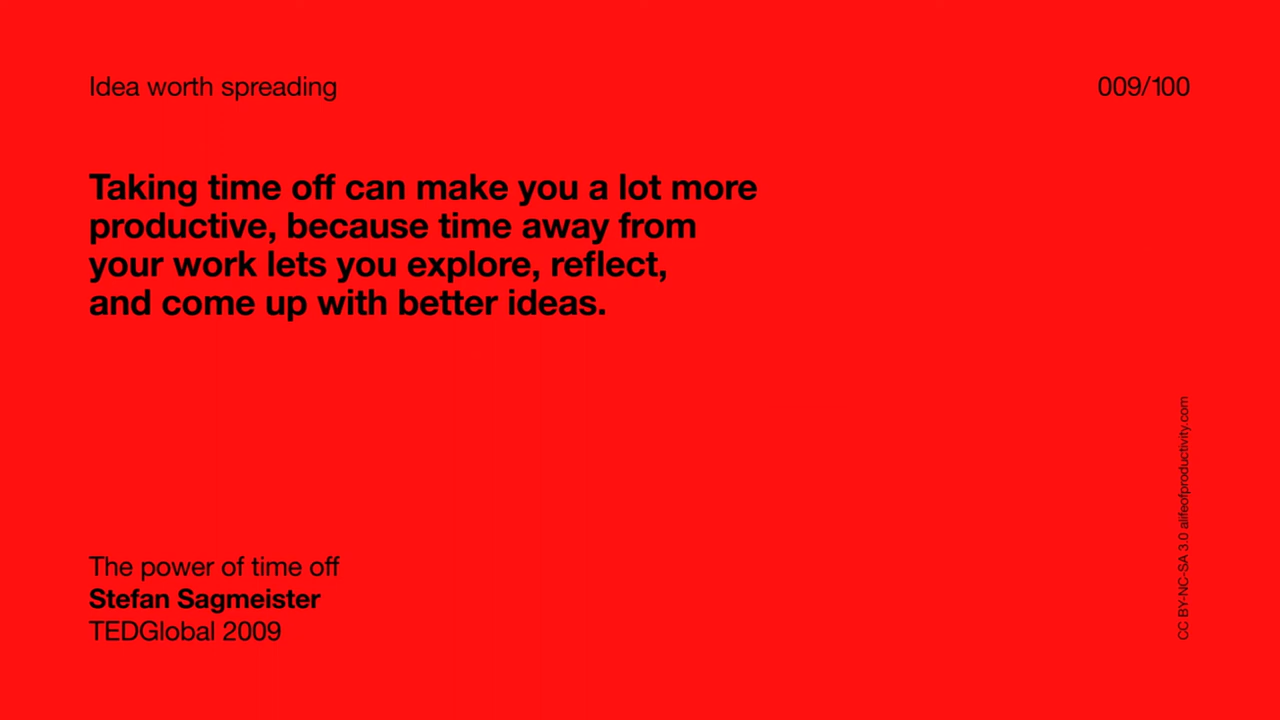 Idea worth spreading
009/100
Taking time off can make you a lot more
productive, because time away from
your work lets you explore, reflect,
and come up with better ideas.
The power of time off
Stefan Sagmeister
TEDGlobal 2009
CC BY-NC-SA 3.0 alifeofproductivity.com